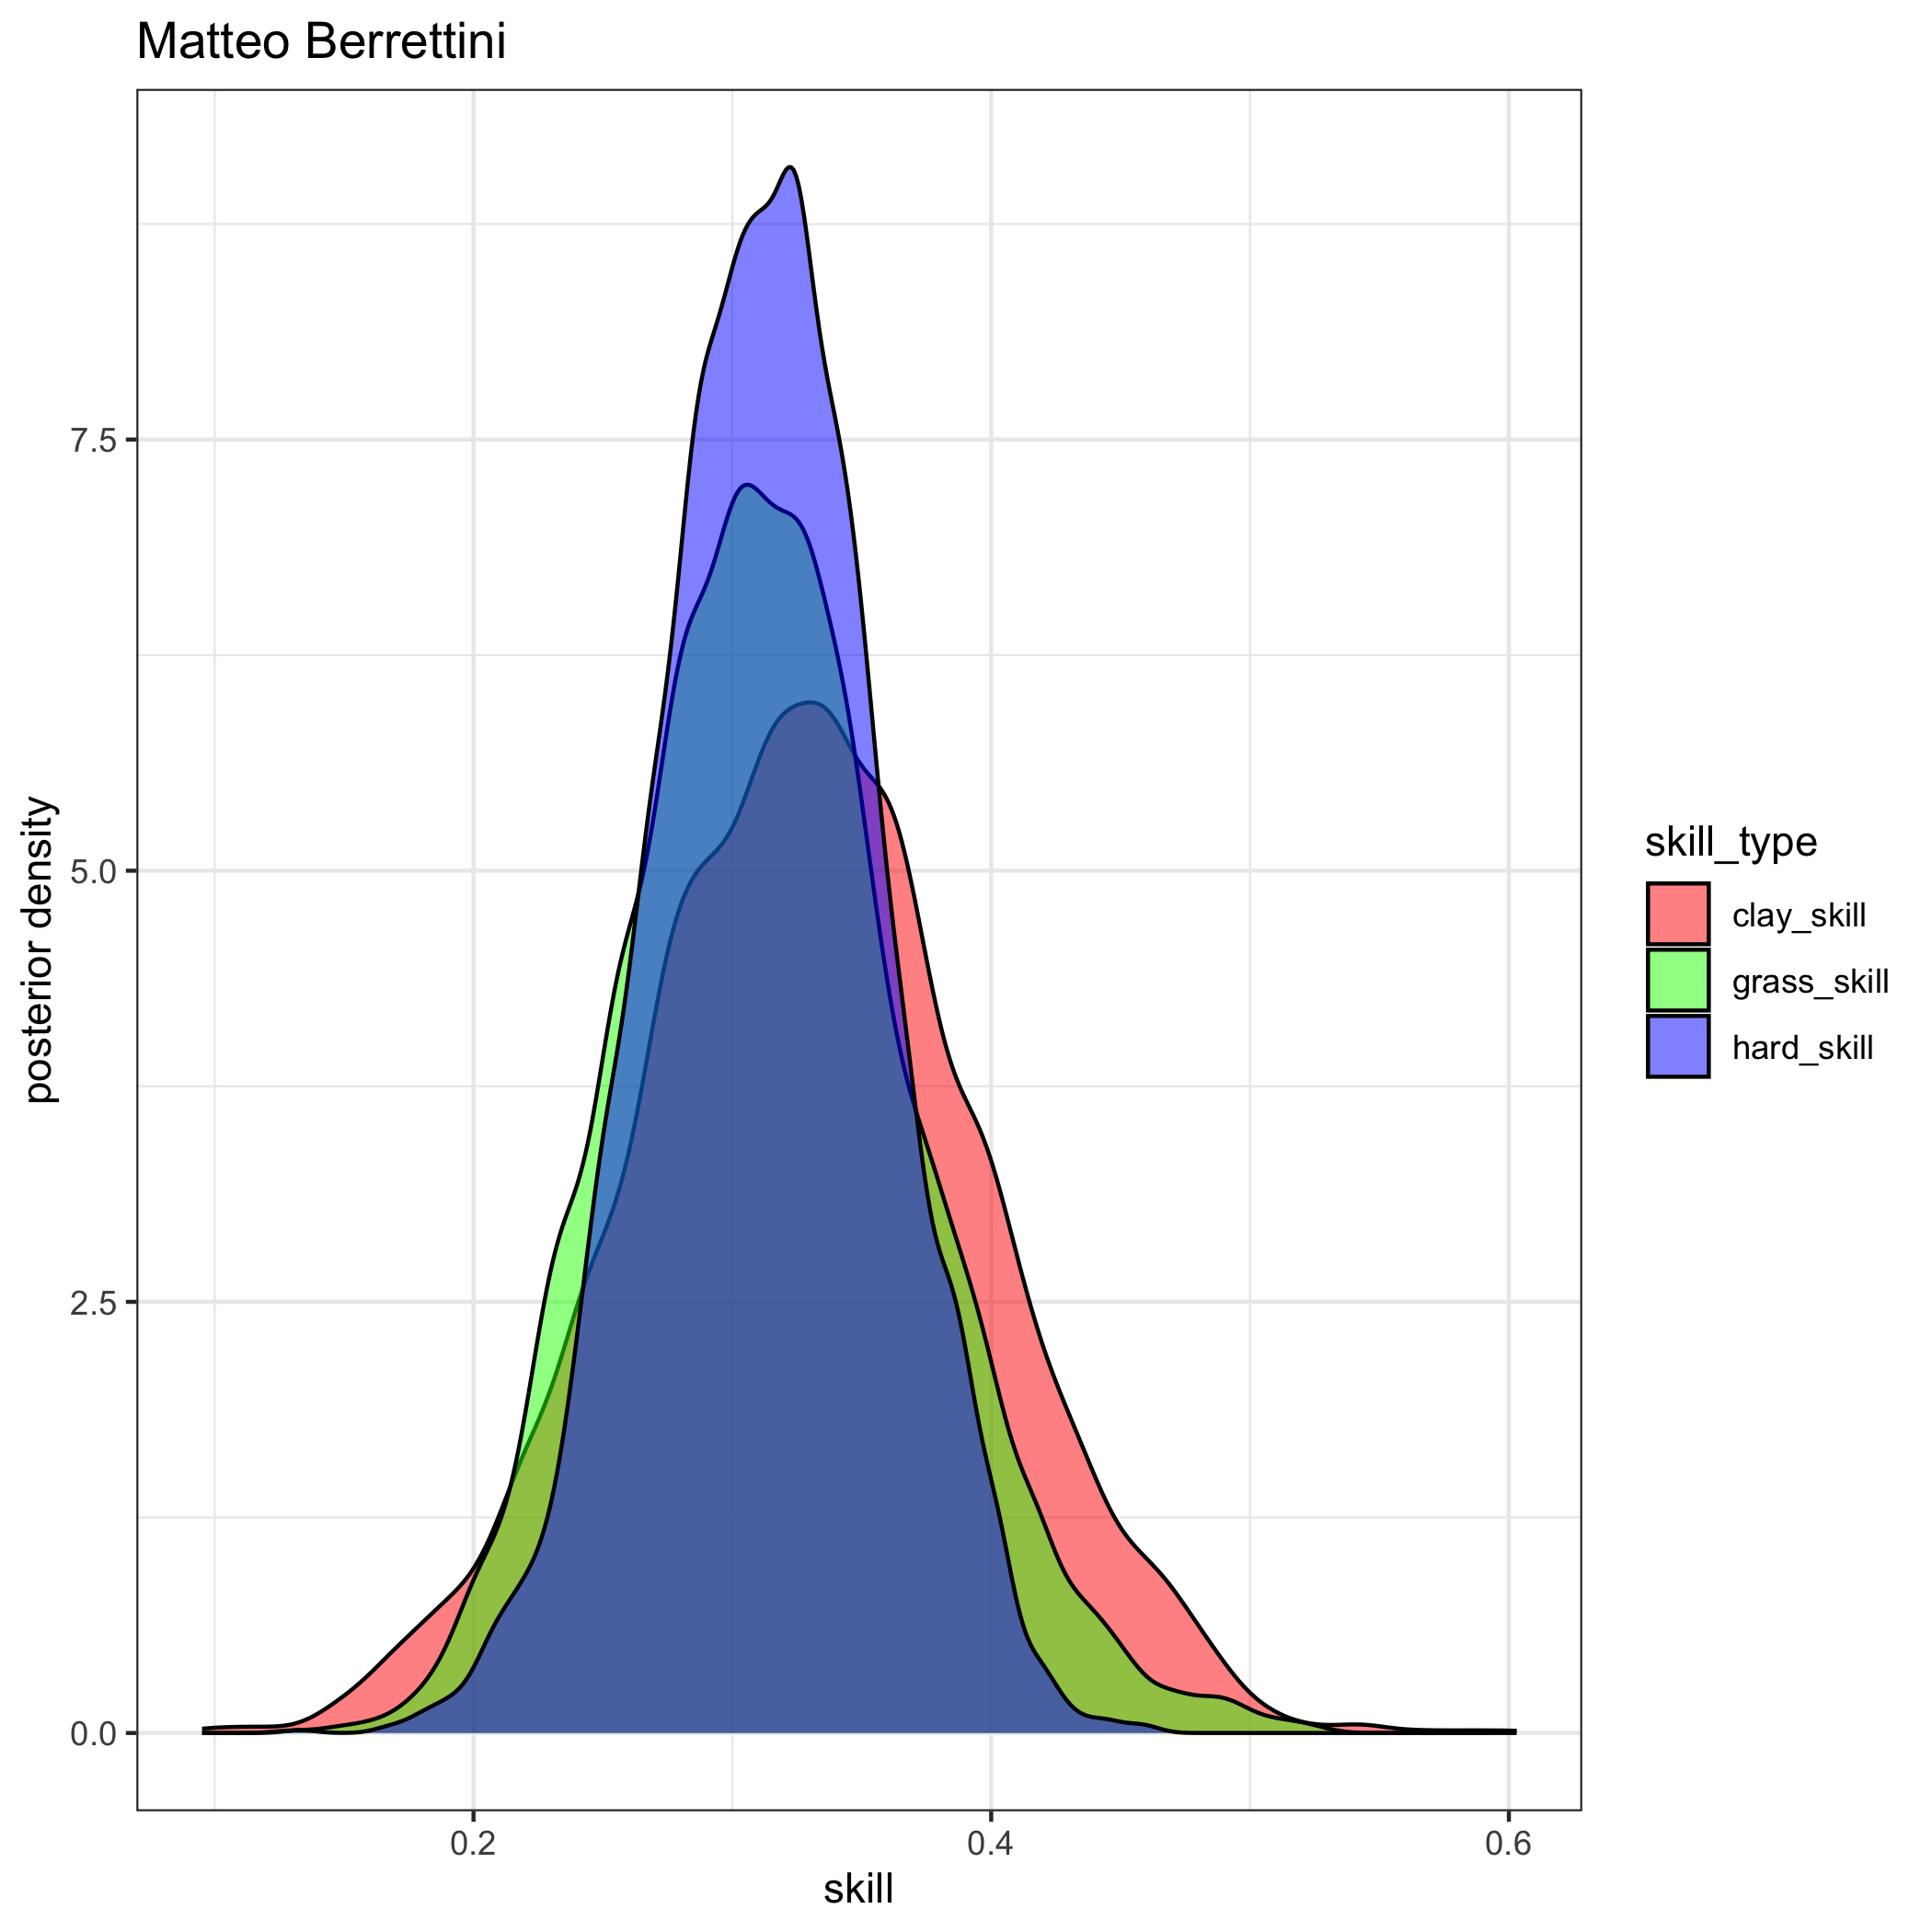 Matteo Berrettini
posterior density
7.5
5.0
2.5
0.0
0.2
0.4
0.6
skill
skill_type
clay_skill
grass_skill
hard_skill